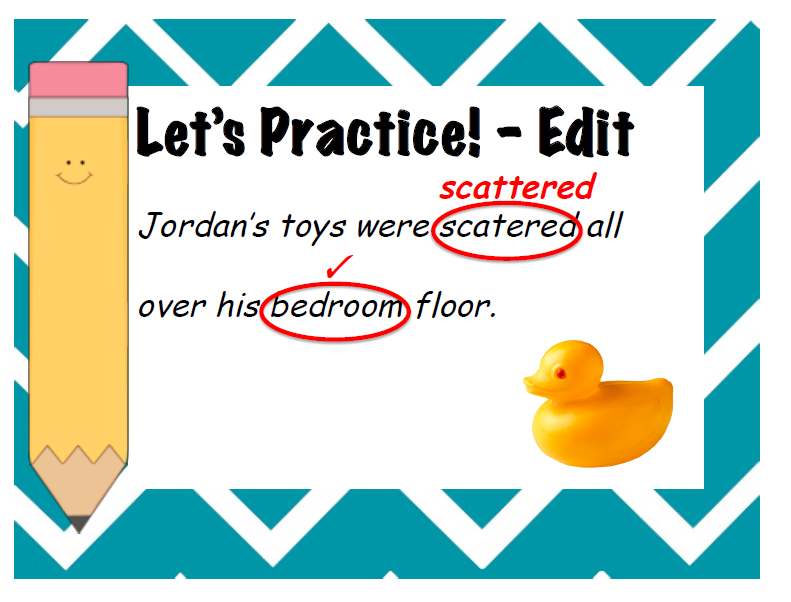 Let's Practice! - Edit
scattered
Jordan's toys were scatered all
✓
over his bedroom floor.